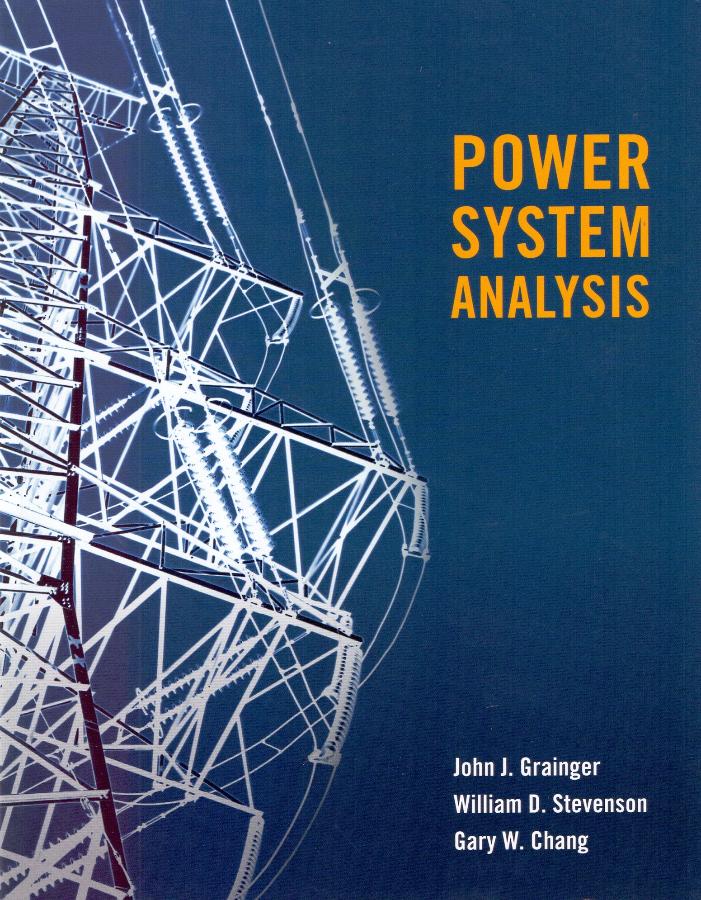 POWER
SYSTEM
ANALYSIS
John J. Grainger
William D. Stevenson
Gary W. Chang